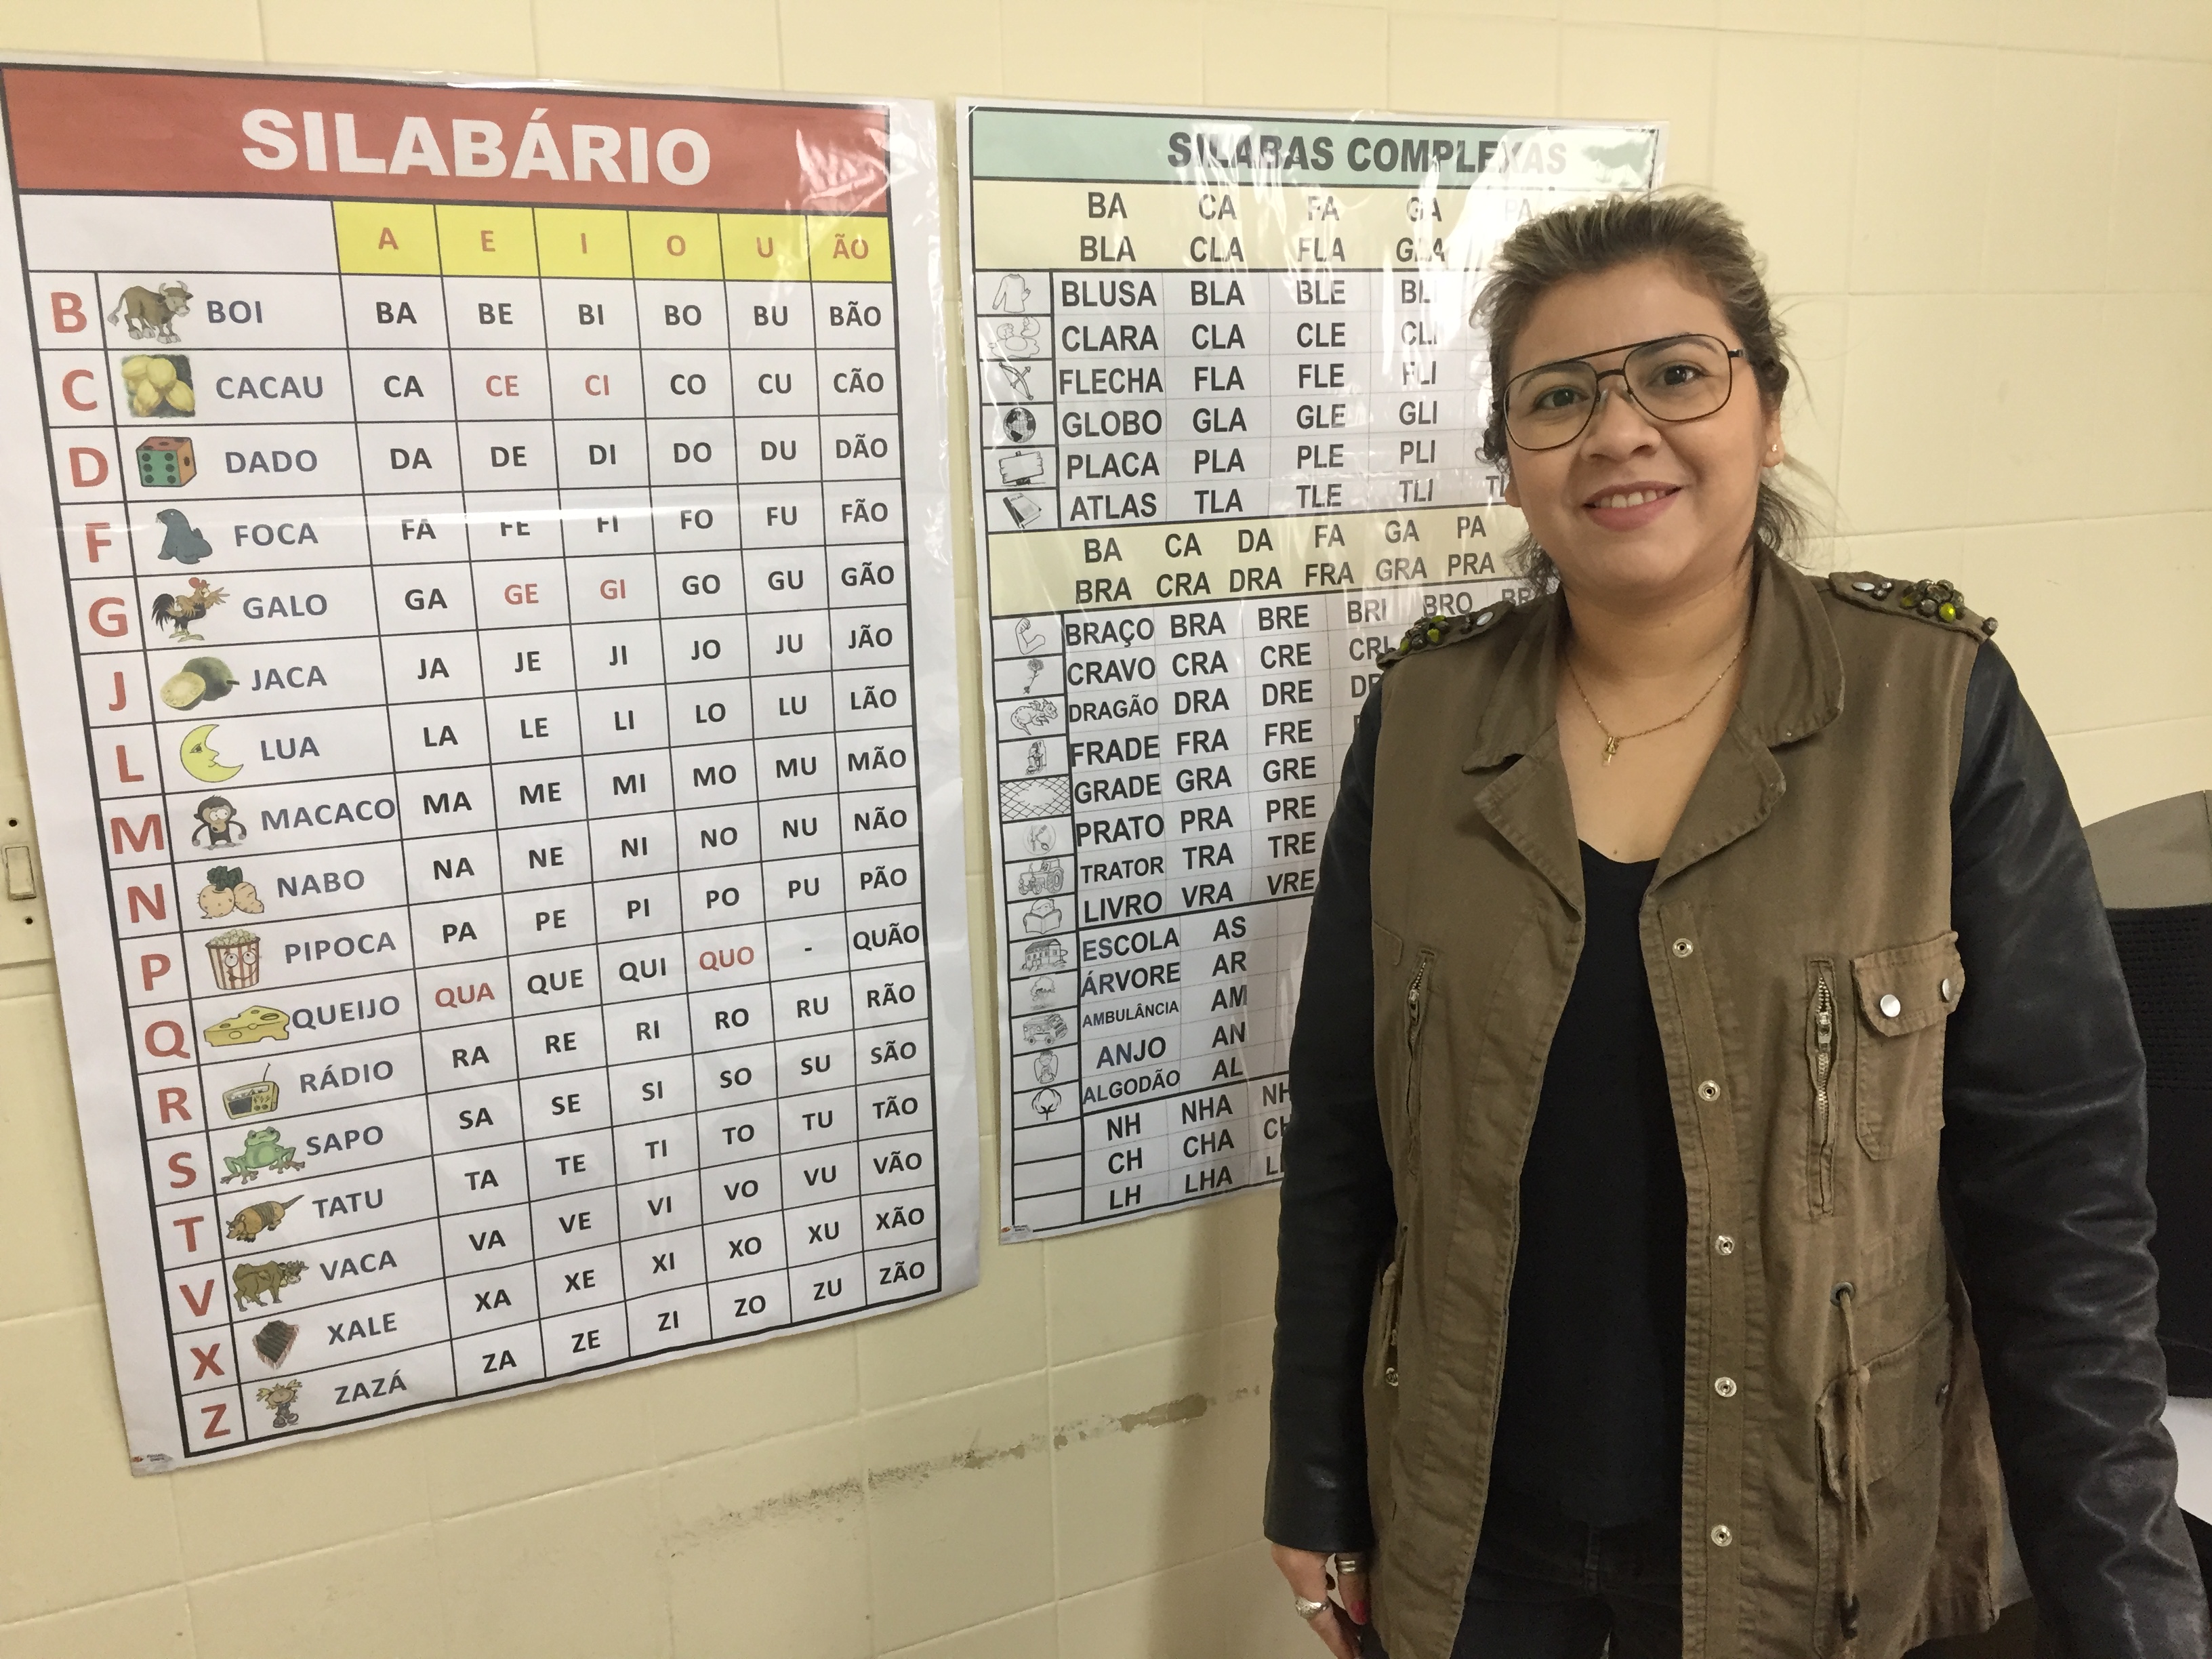 SILABÁRIO
A E I O U ÃO
B BOI BA BE BI BO BU BÃO
C CACAU CA CE CI CO CU CÃO
D DADO DA DE DI DO DU DÃO
F FOCA FA FE FI FO FU FÃO
G GALO GA GE GI GO GU GÃO
J JACA JA JE JI JO JU JÃO
L LUA LA LE LI LO LU LÃO
M MACACO MA ME MI MO MU MÃO
N NABO NA NE NI NO NU NÃO
P PIPOCA PA PE PI PO PU PÃO
Q QUEIJO QUA QUE QUI QUO - QUÃO
R RÁDIO RA RE RI RO RU RÃO
S SAPO SA SE SI SO SU SÃO
T TATU TA TE TI TO TU TÃO
V VACA VA VE VI VO VU VÃO
X XALE XA XE XI XO XU XÃO
Z ZAZÁ ZA ZE ZI ZO ZU ZÃO
SILABAS COMPLEXAS
BA CA FA GA PA
BLA CLA FLA GLA
BLUSA BLA BLE BLI
CLARA CLA CLE CLI
FLECHA FLA FLE FLI
GLOBO GLA GLE GLI
PLACA PLA PLE PLI
ATLAS TLA TLE TLI
BA CA DA FA GA PA
BRA CRA DRA FRA GRA PRA
BRAÇO BRA BRE BRI BRO
CRAVO CRA CRE CRI
DRAGÃO DRA DRE
FRADE FRA FRE
GRADE GRA GRE
PRATO PRA PRE
TRATOR TRA TRE
LIVRO VRA VRE
ESCOLA AS
ÁRVORE AR
AMBULÂNCIA AM
ANJO AN
ALGODÃO AL
NH NHA
CH CHA
LH LHA